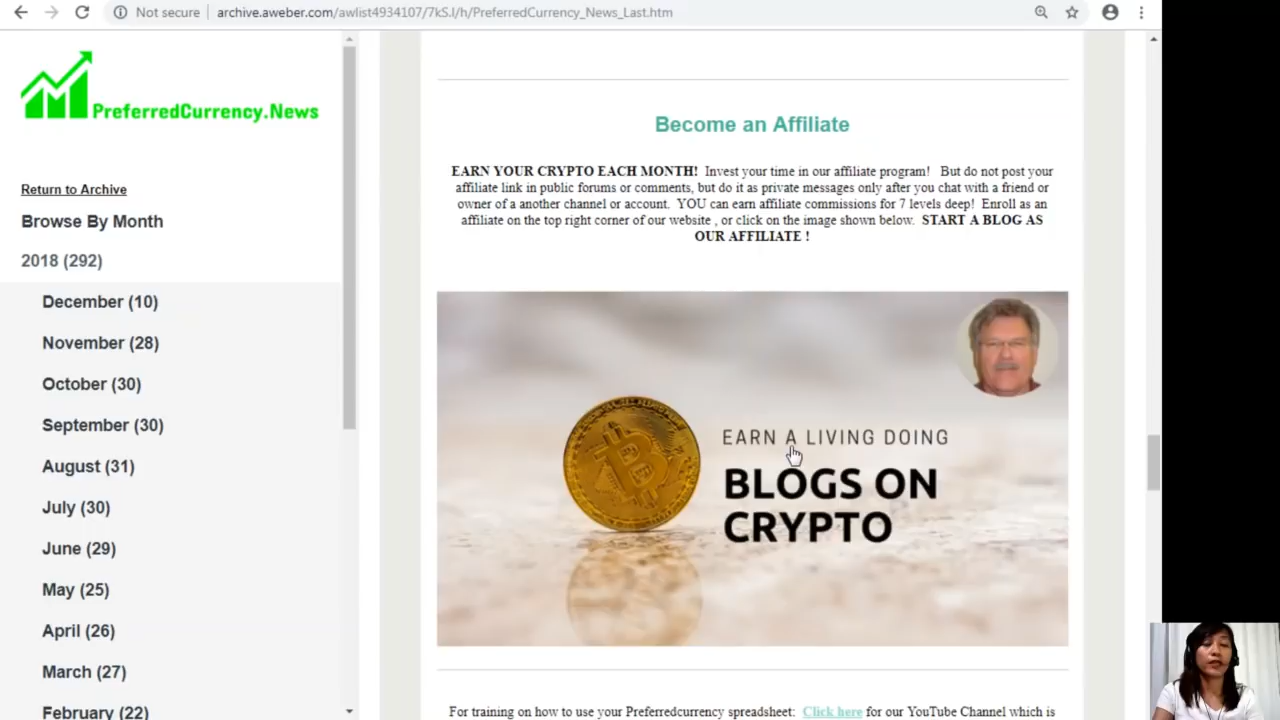 Not secure
archive.aweber.com/awlist4934107/7kS.l/h/PreferredCurrency_News_Last.htm
PreferredCurrency.News
Return to Archive
Browse By Month
2018 (292)
December (10)
November (28)
October (30)
September (30)
August (31)
July (30)
June (29)
May (25)
April (26)
March (27)
February (22)
Become an Affiliate
EARN YOUR CRYPTO EACH MONTH! Invest your time in our affiliate program! But do not post your
affiliate link in public forums or comments, but do it as private messages only after you chat with a friend or
owner of a another channel or account. YOU can earn affiliate commissions for 7 levels deep! Enroll as an
affiliate on the top right corner of our website , or click on the image shown below. START A BLOG AS
OUR AFFILIATE !
EARN A LIVING DOING
BLOGS ON
CRYPTO
For training on how to use your Preferredcurrency spreadsheet: Click here for our YouTube Channel which is